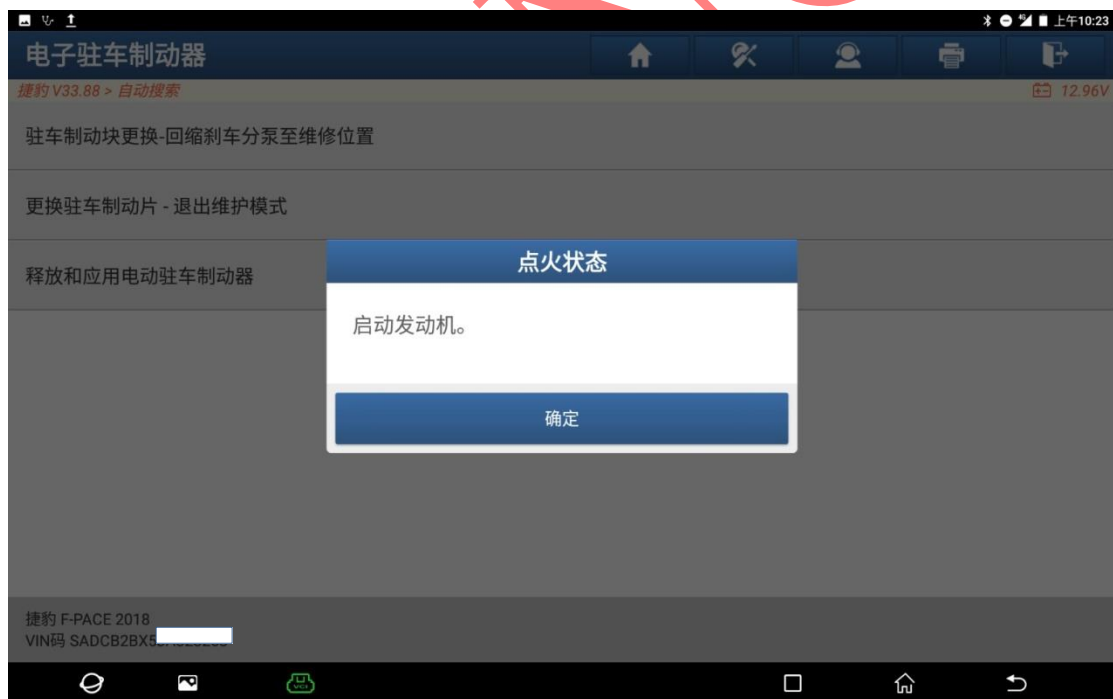 上午10:23
电子驻车制动器
捷豹 V33.88 > 自动搜索
12.96V
驻车制动块更换-回缩刹车分泵至维修位置
更换驻车制动片 - 退出维护模式
释放和应用电动驻车制动器
点火状态
启动发动机。
确定
捷豹 F-PACE 2018
VIN码 SADCB2BX
VCI